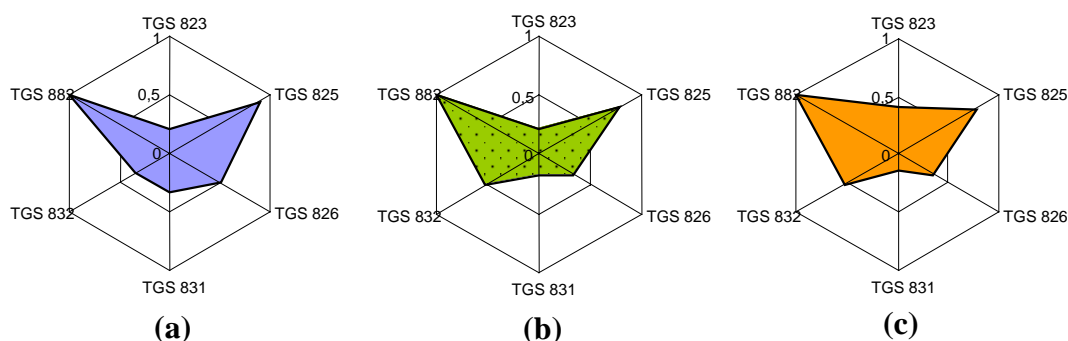 TGS 823
1
TGS 882
0,5
TGS 825
0
TGS 832
TGS 826
TGS 831
(a)
TGS 823
1
TGS 882
0,5
TGS 825
0
TGS 832
TGS 826
TGS 831
(b)
TGS 823
1
TGS 882
0,5
TGS 825
0
TGS 832
TGS 826
TGS 831
(c)